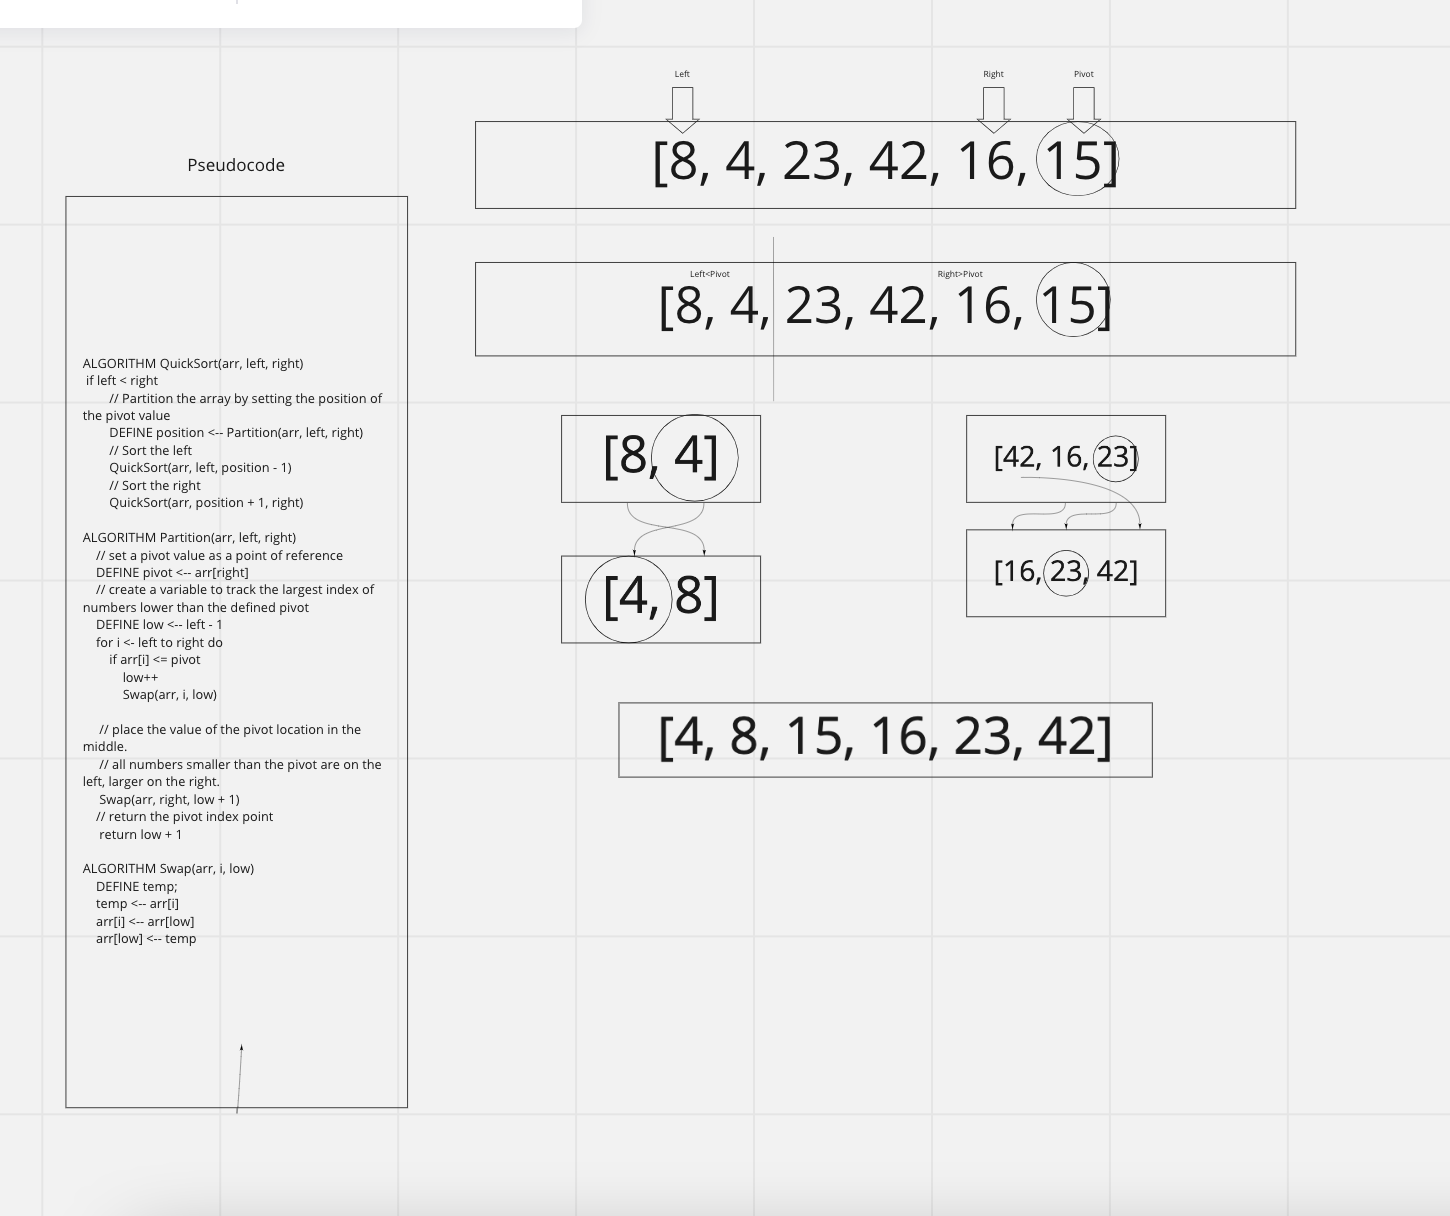 Left
Right
Pivot
[8, 4, 23, 42, 16, 15]
Pseudocode
Left<Pivot
Right>Pivot
[8, 4, 23, 42, 16, 15]
ALGORITHM QuickSort(arr, left, right)
if left < right
// Partition the array by setting the position of
the pivot value
DEFINE position <-- Partition(arr, left, right)
// Sort the left
QuickSort(arr, left, position - 1)
// Sort the right
QuickSort(arr, position + 1, right)
ALGORITHM Partition(arr, left, right)
// set a pivot value as a point of reference
DEFINE pivot <-- arr[right]
// create a variable to track the largest index of
numbers lower than the defined pivot
DEFINE low <-- left - 1
for i <- left to right do
if arr[i] <= pivot
low++
Swap(arr, i, low)
// place the value of the pivot location in the
middle.
// all numbers smaller than the pivot are on the
left, larger on the right.
Swap(arr, right, low + 1)
// return the pivot index point
return low + 1
ALGORITHM Swap(arr, i, low)
DEFINE temp;
temp <-- arr[i]
arr[i] <-- arr[low]
arr[low] <-- temp
[8, 4]
[42, 16, 23]
[4, 8]
[16, 23, 42]
[4, 8, 15, 16, 23, 42]